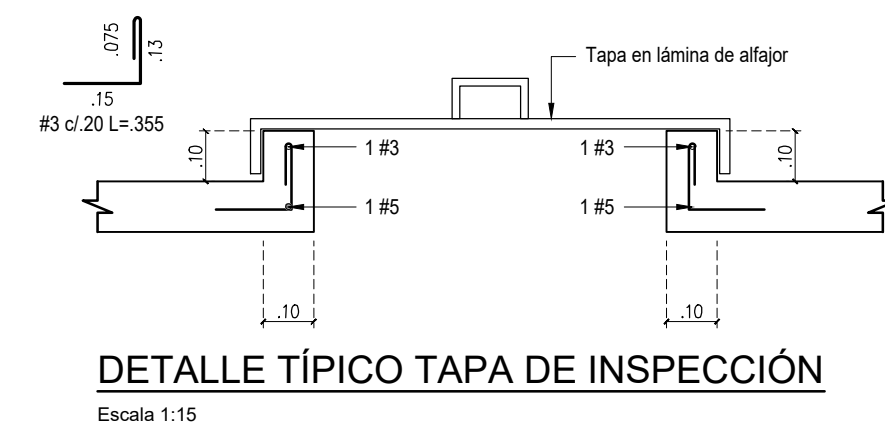 .075
.13
.15
#3 c/.20 L=.355
Tapa en lámina de alfajor
.10
1 #3
1 #3
.10
1 #5
1 #5
.10
.10
DETALLE TÍPICO TAPA DE INSPECCIÓN
Escala 1:15